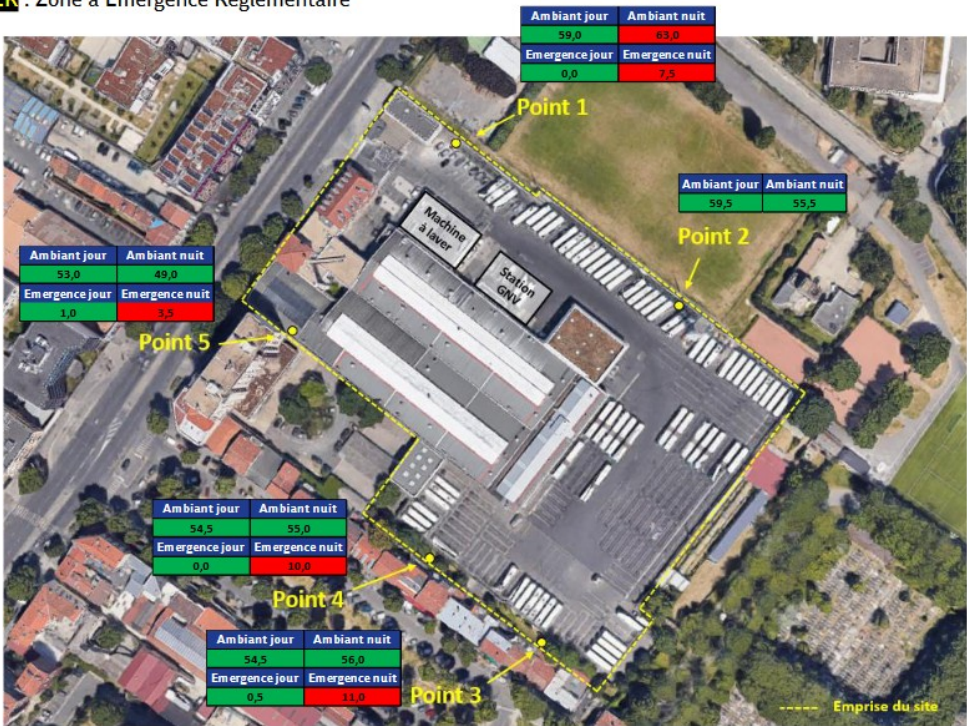 ER : Zone à Emergence Réglementaire
Ambiant jour Ambiant nuit
59,0 63,0
Emergence jour Emergence nuit
0,0 7,5
Point 1
Ambiant jour Ambiant nuit
59,5 55,5
Point 2
Machine
à laver
Station
GNV
Ambiant jour Ambiant nuit
53,0 49,0
Emergence jour Emergence nuit
1,0 3,5
Point 5
Ambiant jour Ambiant nuit
54,5 55,0
Emergence jour Emergence nuit
0,0 10,0
Point 4
Ambiant jour Ambiant nuit
54,5 56,0
Emergence jour Emergence nuit
0,5 11,0
Point 3
Emprise du site